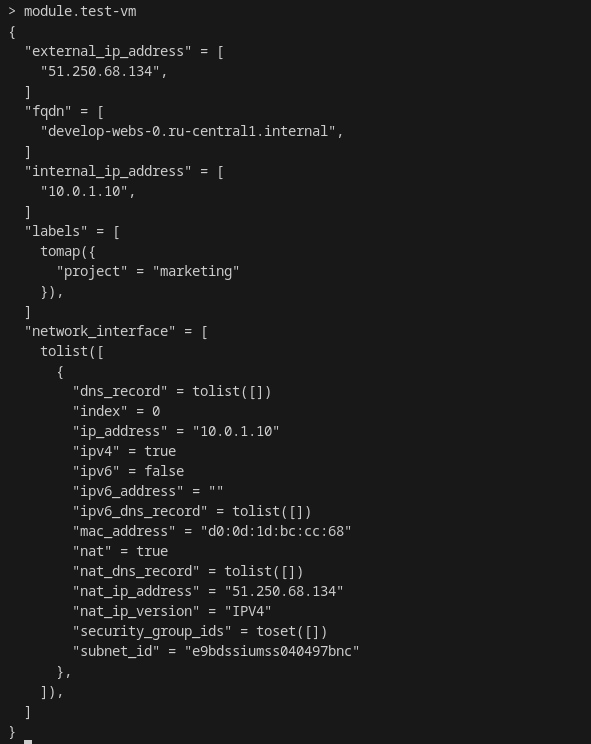 > module.test-vm
{
  "external_ip_address" = [
    "51.250.68.134",
  ]
  "fqdn" = [
    "develop-webs-0.ru-central1.internal",
  ]
  "internal_ip_address" = [
    "10.0.1.10",
  ]
  "labels" = [
    tomap({
      "project" = "marketing"
    }),
  ]
  "network_interface" = [
    tolist([
      {
        "dns_record" = tolist([])
        "index" = 0
        "ip_address" = "10.0.1.10"
        "ipv4" = true
        "ipv6" = false
        "ipv6_address" = ""
        "ipv6_dns_record" = tolist([])
        "mac_address" = "d0:0d:1d:bc:cc:68"
        "nat" = true
        "nat_dns_record" = tolist([])
        "nat_ip_address" = "51.250.68.134"
        "nat_ip_version" = "IPV4"
        "security_group_ids" = toset([])
        "subnet_id" = "e9bdssiumss040497bnc"
      },
    ]),
  ]
}